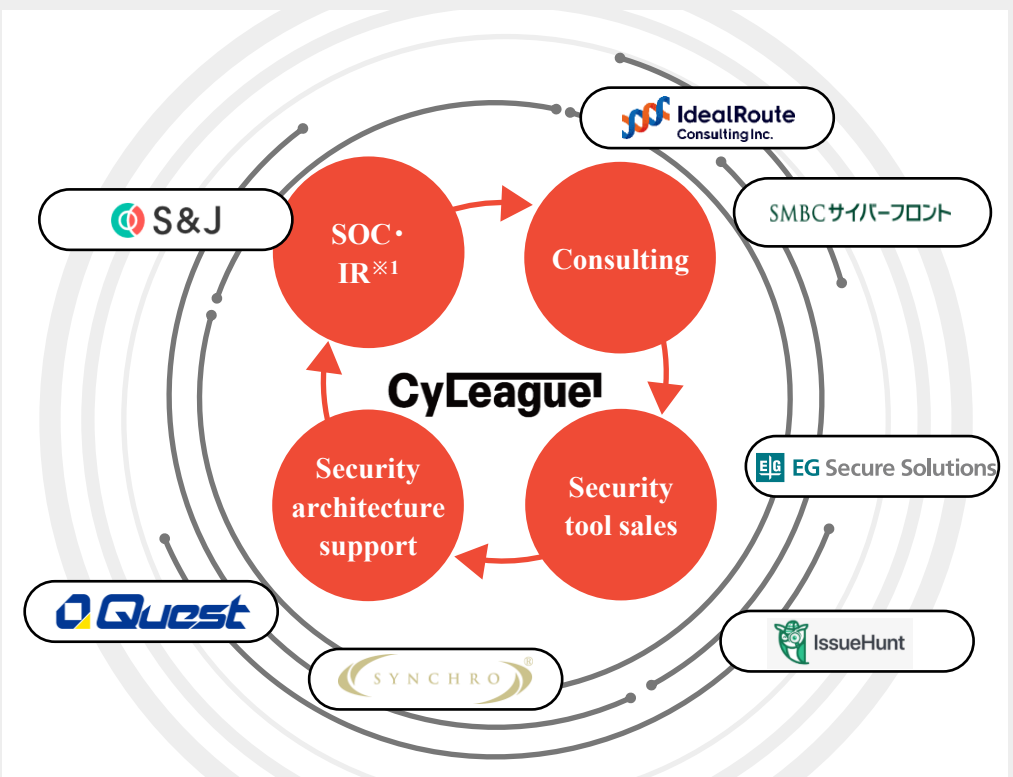 IdealRoute
Consulting Inc.
S&J
SMBCサイバーフロント
SOC・
IR※1
Consulting
CyLeague
Security
architecture
support
Security
tool sales
EG EG Secure Solutions
Quest
SYNCHRO®
IssueHunt